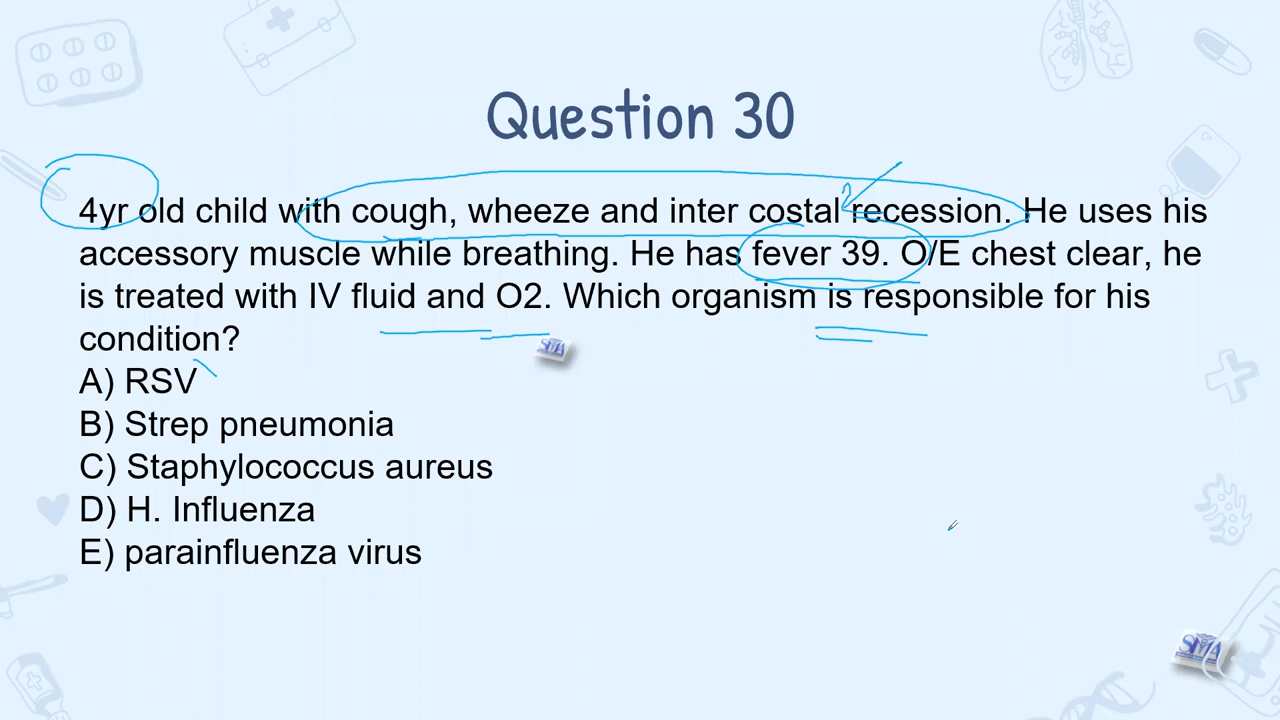 Question 30
4yr old child with cough, wheeze and inter costal recession. He uses his
accessory muscle while breathing. He has fever 39. O/E chest clear, he
is treated with IV fluid and O2. Which organism is responsible for his
condition?
A) RSV
B) Strep pneumonia
C) Staphylococcus aureus
D) H. Influenza
E) parainfluenza virus
SMA
SMA